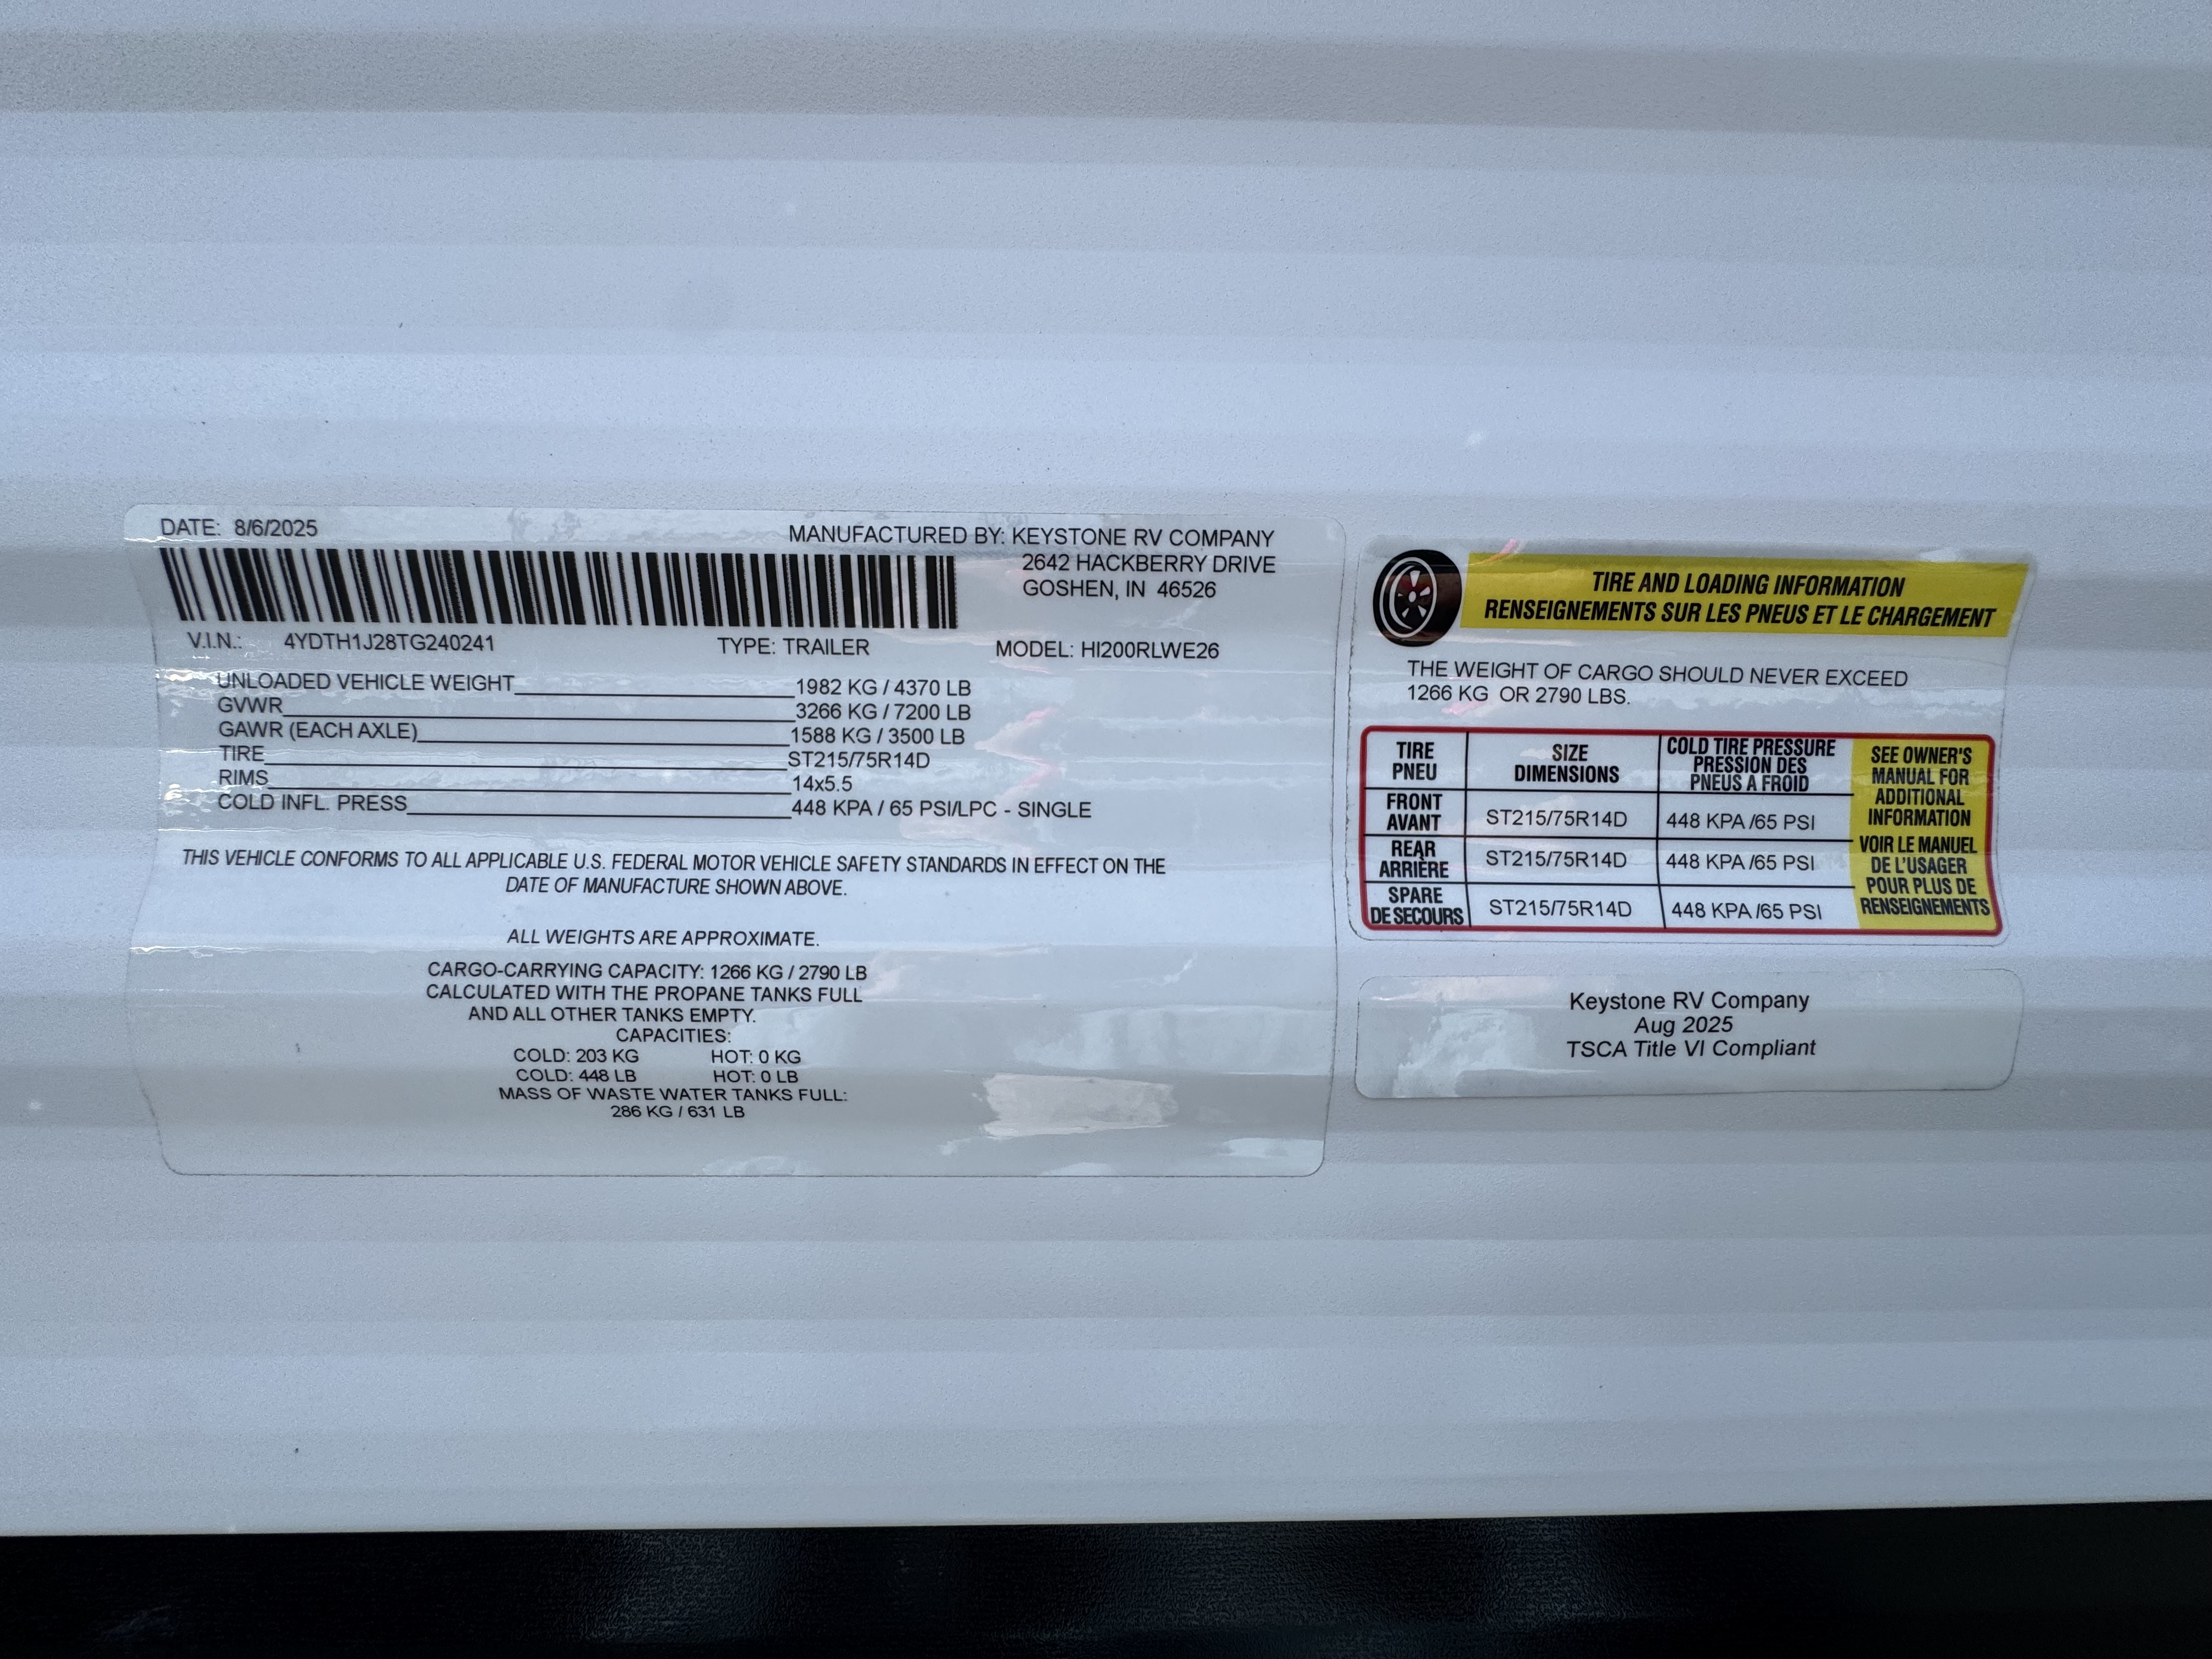 DATE: 8/6/2025
MANUFACTURED BY: KEYSTONE RV COMPANY
2642 HACKBERRY DRIVE
GOSHEN, IN 46526
V.I.N.: 4YDTH1J28TG240241 TYPE: TRAILER MODEL: HI200RLWE26
UNLOADED VEHICLE WEIGHT 1982 KG / 4370 LB
GVWR 3266 KG / 7200 LB
GAWR (EACH AXLE) 1588 KG / 3500 LB
TIRE ST215/75R14D
RIMS 14x5.5
COLD INFL. PRESS 448 KPA / 65 PSI/LPC - SINGLE
THIS VEHICLE CONFORMS TO ALL APPLICABLE U.S. FEDERAL MOTOR VEHICLE SAFETY STANDARDS IN EFFECT ON THE
DATE OF MANUFACTURE SHOWN ABOVE.
ALL WEIGHTS ARE APPROXIMATE.
CARGO-CARRYING CAPACITY: 1266 KG / 2790 LB
CALCULATED WITH THE PROPANE TANKS FULL
AND ALL OTHER TANKS EMPTY.
CAPACITIES:
COLD: 203 KG HOT: 0 KG
COLD: 448 LB HOT: 0 LB
MASS OF WASTE WATER TANKS FULL:
286 KG / 631 LB
TIRE AND LOADING INFORMATION
RENSEIGNEMENTS SUR LES PNEUS ET LE CHARGEMENT
THE WEIGHT OF CARGO SHOULD NEVER EXCEED
1266 KG OR 2790 LBS.
TIRE
PNEU
SIZE
DIMENSIONS
COLD TIRE PRESSURE
PRESSION DES
PNEUS A FROID
FRONT
AVANT
ST215/75R14D
448 KPA /65 PSI
REAR
ARRIÈRE
ST215/75R14D
448 KPA /65 PSI
SPARE
DE SECOURS
ST215/75R14D
448 KPA /65 PSI
SEE OWNER'S
MANUAL FOR
ADDITIONAL
INFORMATION
VOIR LE MANUEL
DE L'USAGER
POUR PLUS DE
RENSEIGNEMENTS
Keystone RV Company
Aug 2025
TSCA Title VI Compliant